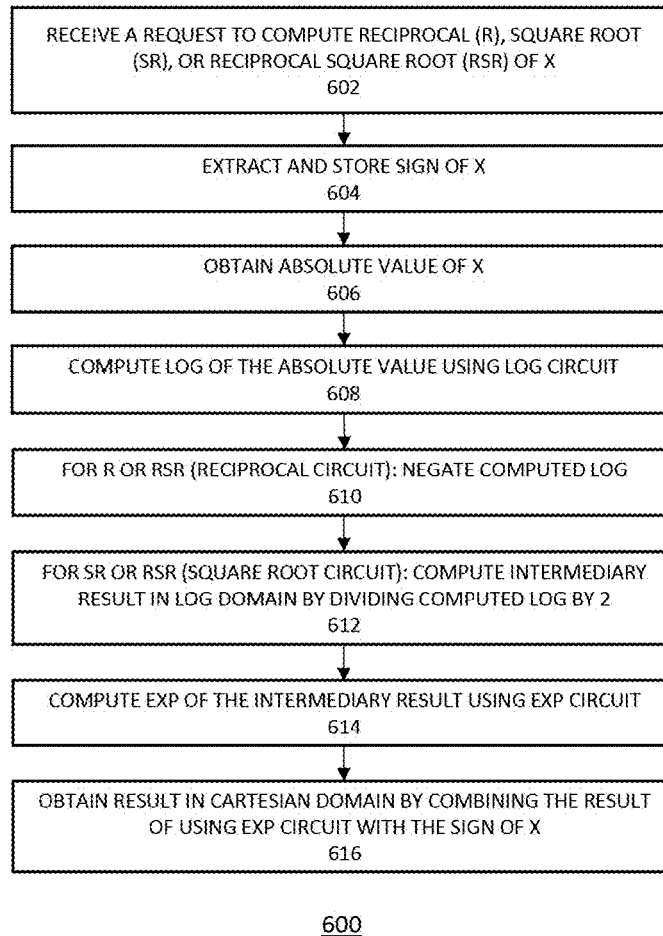 RECEIVE A REQUEST TO COMPUTE RECIPROCAL (R), SQUARE ROOT
(SR), OR RECIPROCAL SQUARE ROOT (RSR) OF X
602
EXTRACT AND STORE SIGN OF X
604
OBTAIN ABSOLUTE VALUE OF X
606
COMPUTE LOG OF THE ABSOLUTE VALUE USING LOG CIRCUIT
608
FOR R OR RSR (RECIPROCAL CIRCUIT): NEGATE COMPUTED LOG
610
FOR SR OR RSR (SQUARE ROOT CIRCUIT): COMPUTE INTERMEDIARY
RESULT IN LOG DOMAIN BY DIVIDING COMPUTED LOG BY 2
612
COMPUTE EXP OF THE INTERMEDIARY RESULT USING EXP CIRCUIT
614
OBTAIN RESULT IN CARTESIAN DOMAIN BY COMBINING THE RESULT
OF USING EXP CIRCUIT WITH THE SIGN OF X
616
600